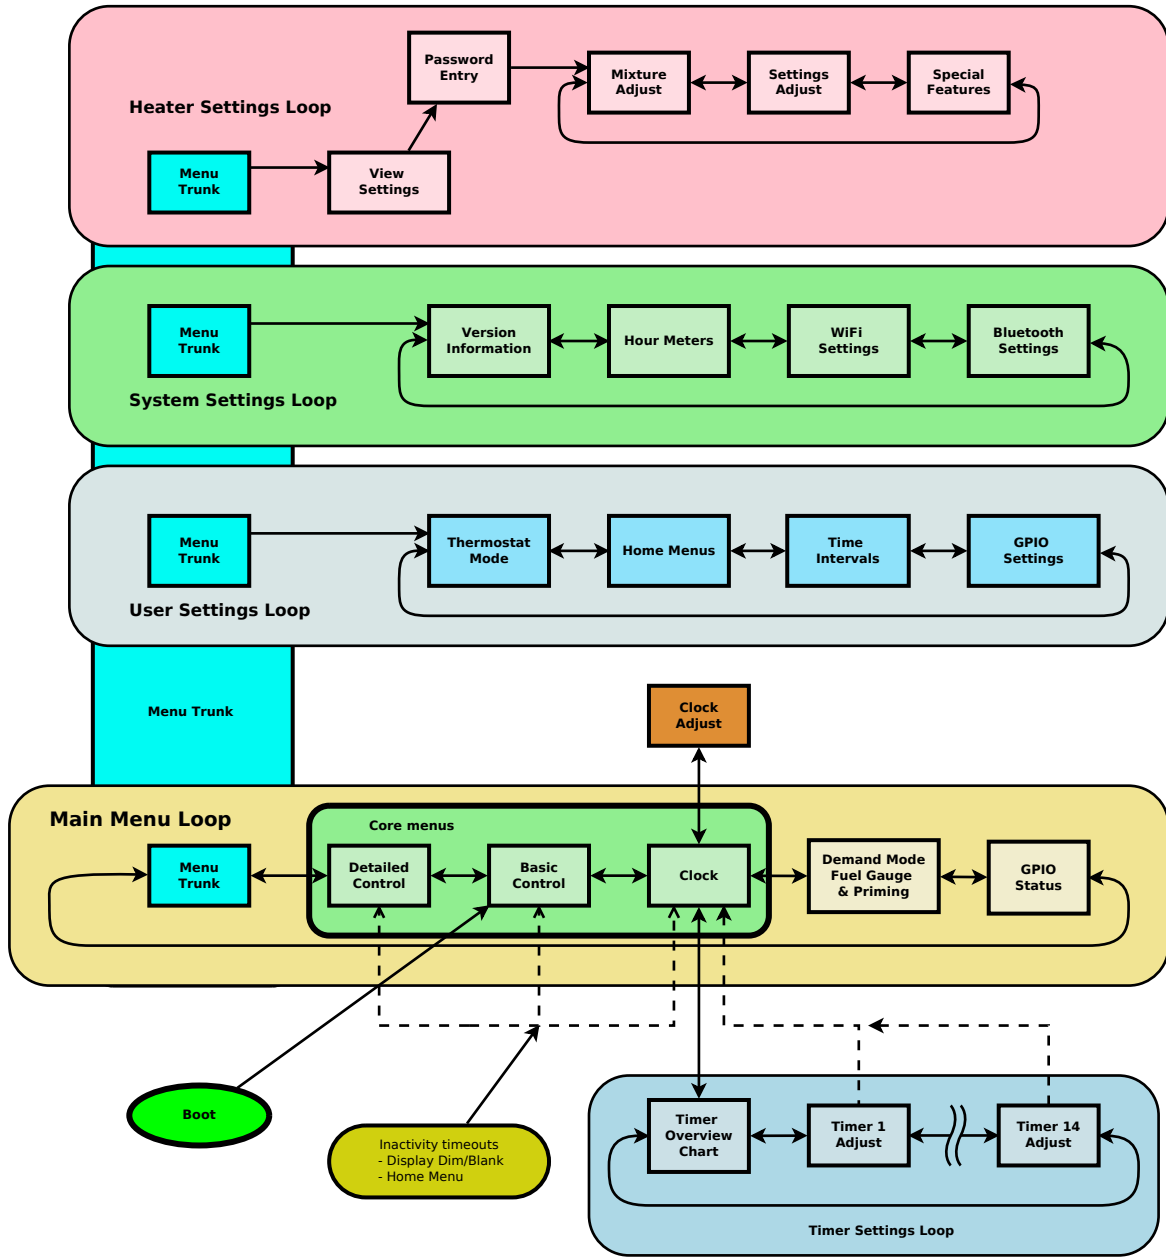 Heater Settings Loop
Menu
Trunk
View
Settings
Password
Entry
Mixture
Adjust
Settings
Adjust
Special
Features
Menu
Trunk
Version
Information
Hour Meters
WiFi
Settings
Bluetooth
Settings
System Settings Loop
Menu
Trunk
Thermostat
Mode
Home Menus
Time
Intervals
GPIO
Settings
User Settings Loop
Menu Trunk
Clock
Adjust
Main Menu Loop
Core menus
Menu
Trunk
Detailed
Control
Basic
Control
Clock
Demand Mode
Fuel Gauge
& Priming
GPIO
Status
Boot
Inactivity timeouts
- Display Dim/Blank
- Home Menu
Timer
Overview
Chart
Timer 1
Adjust
Timer 14
Adjust
Timer Settings Loop